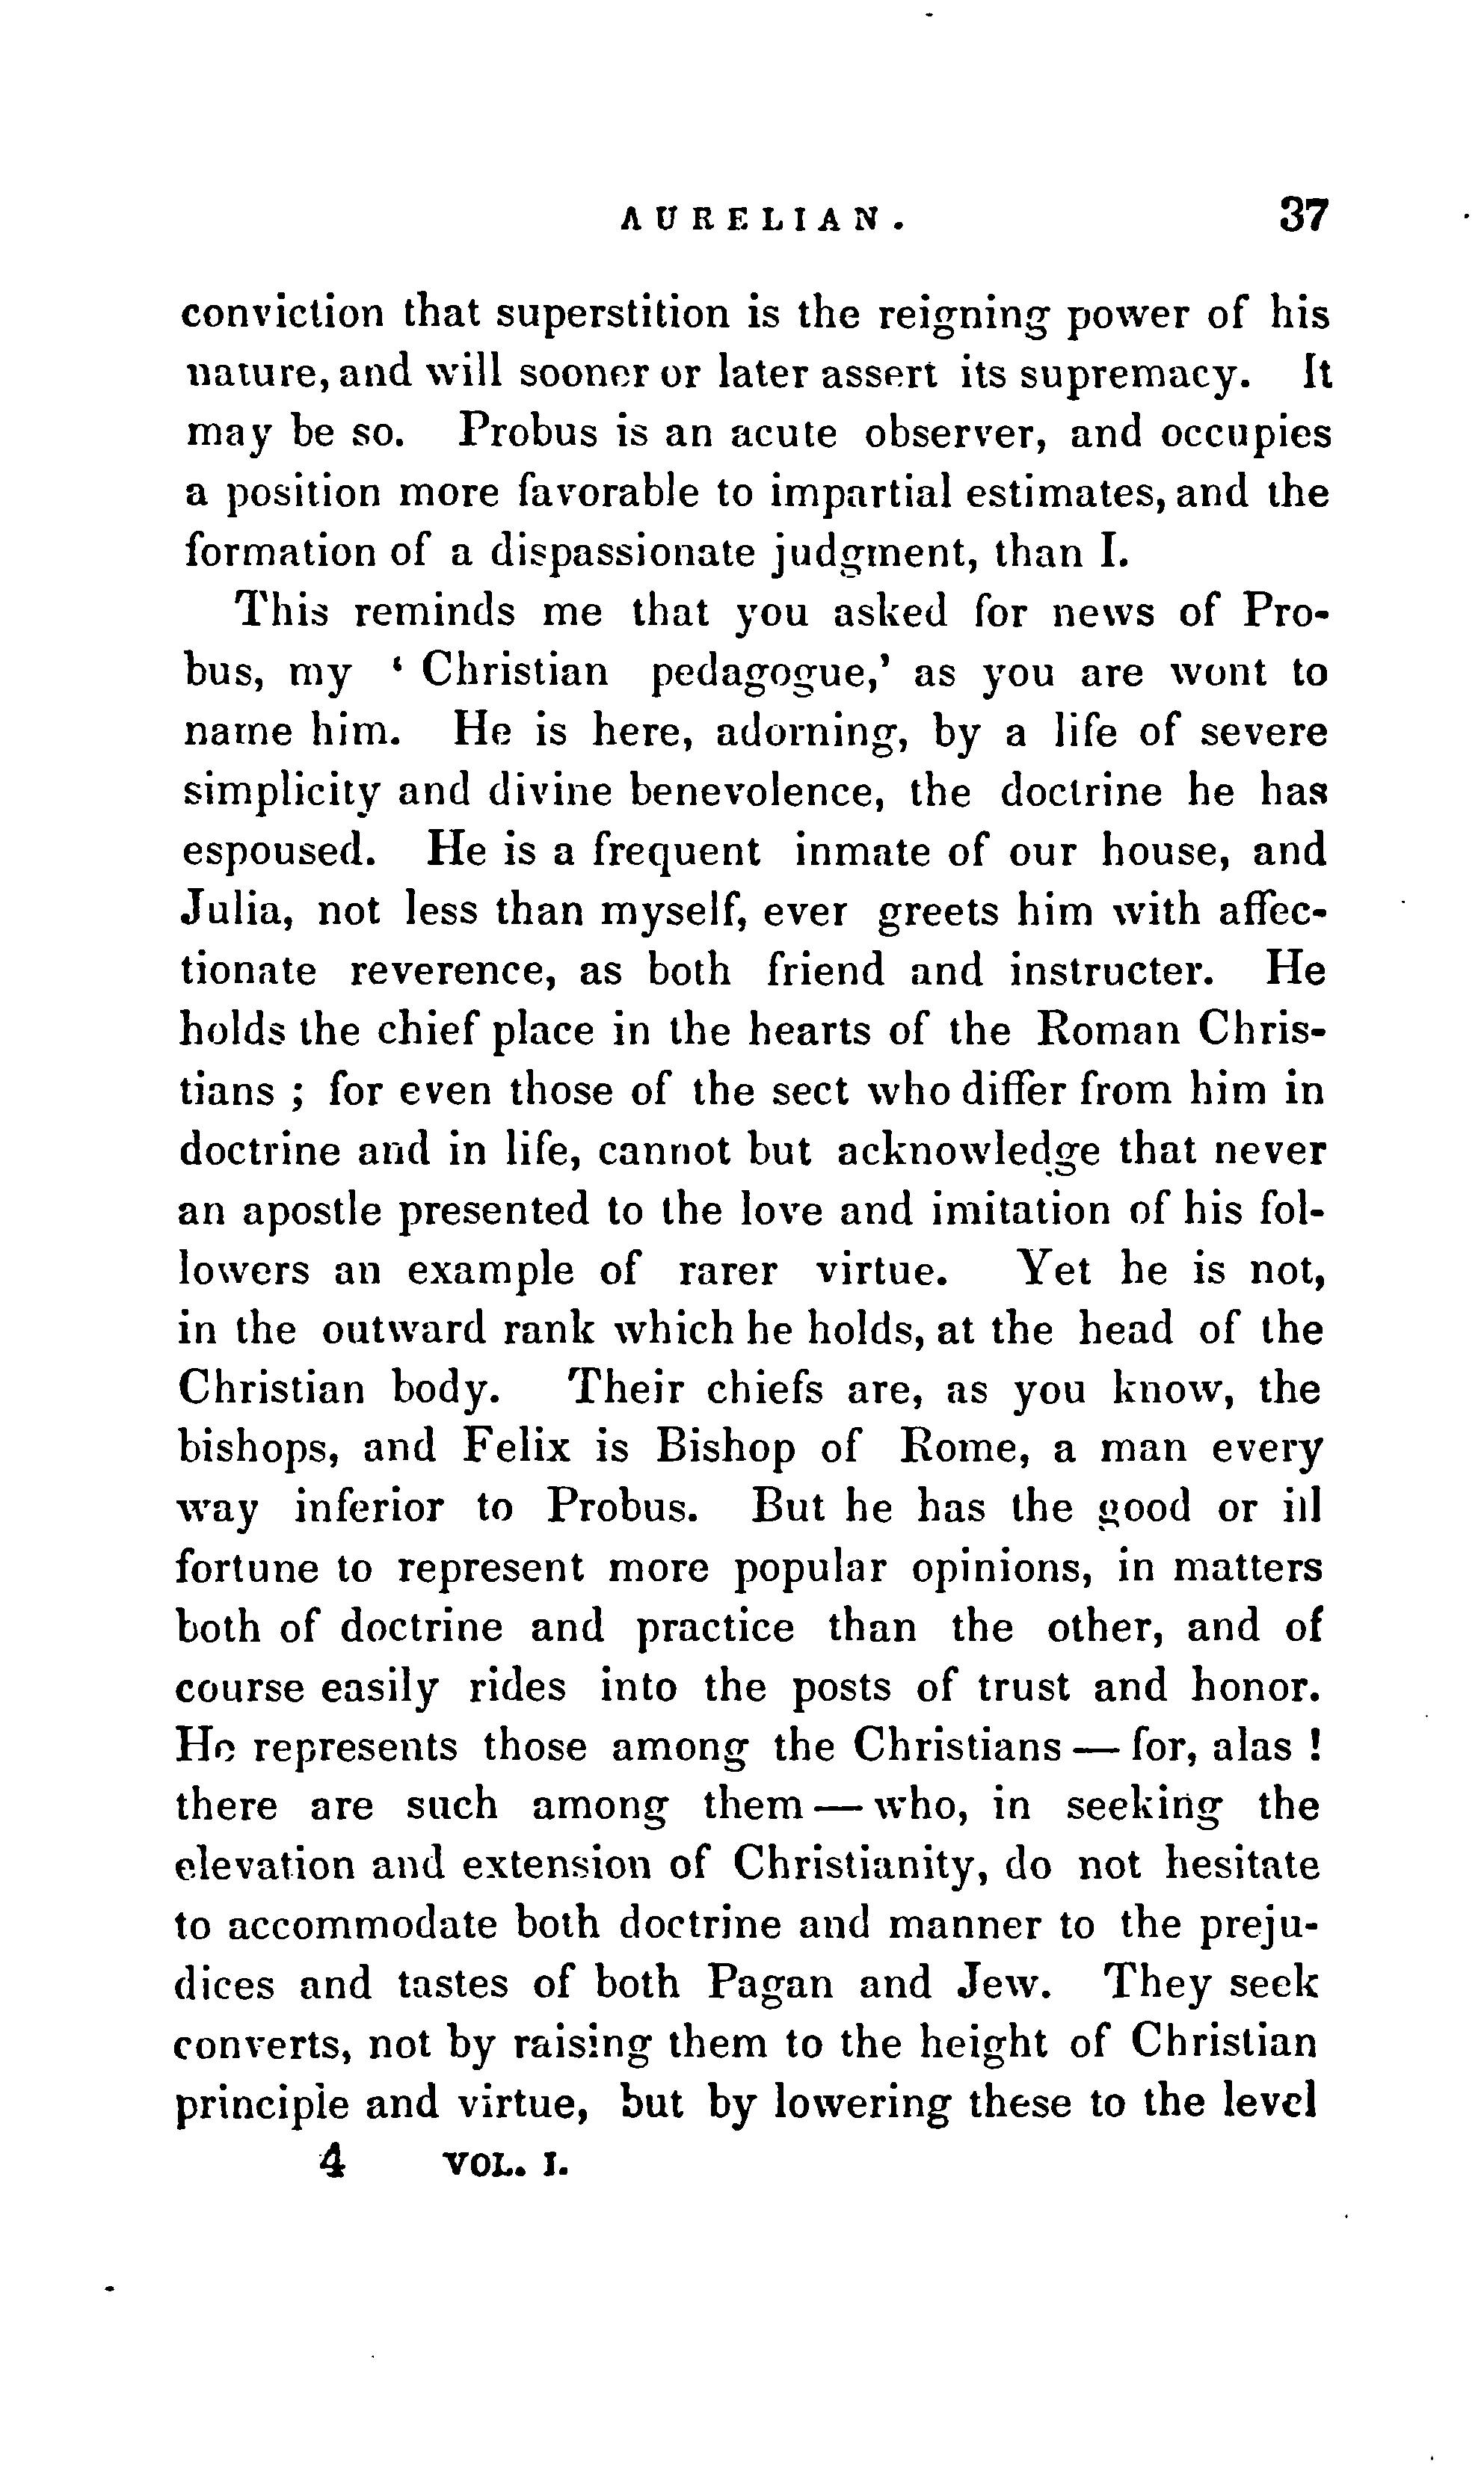 AURELIAN. 37
conviction that superstition is the reigning power of his
nature, and will sooner or later assert its supremacy. It
may be so. Probus is an acute observer, and occupies
a position more favorable to impartial estimates, and the
formation of a dispassionate judgment, than I.
This reminds me that you asked for news of Pro-
bus, my ‘ Christian pedagogue,’ as you are wont to
name him. He is here, adorning, by a life of severe
simplicity and divine benevolence, the doctrine he has
espoused. He is a frequent inmate of our house, and
Julia, not less than myself, ever greets him with affec-
tionate reverence, as both friend and instructer. He
holds the chief place in the hearts of the Roman Chris-
tians ; for even those of the sect who differ from him in
doctrine and in life, cannot but acknowledge that never
an apostle presented to the love and imitation of his fol-
lowers an example of rarer virtue. Yet he is not,
in the outward rank which he holds, at the head of the
Christian body. Their chiefs are, as you know, the
bishops, and Felix is Bishop of Rome, a man every
way inferior to Probus. But he has the good or ill
fortune to represent more popular opinions, in matters
both of doctrine and practice than the other, and of
course easily rides into the posts of trust and honor.
He represents those among the Christians — for, alas !
there are such among them — who, in seeking the
elevation and extension of Christianity, do not hesitate
to accommodate both doctrine and manner to the preju-
dices and tastes of both Pagan and Jew. They seek
converts, not by raising them to the height of Christian
principle and virtue, but by lowering these to the level
4 VOL. I.